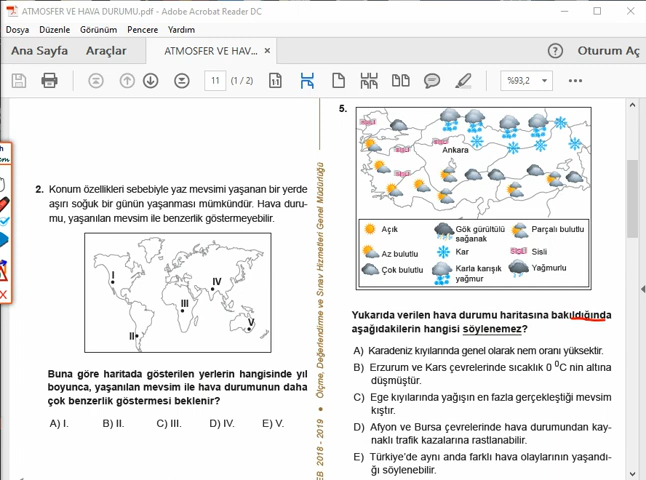 ATMOSFER VE HAVA DURUMU.pdf - Adobe Acrobat Reader DC
Dosya Düzenle Görünüm Pencere Yardım
Ana Sayfa Araçlar ATMOSFER VE HAV... × Oturum Aç
11 (1 / 2) %93,2
2. Konum özellikleri sebebiyle yaz mevsimi yaşanan bir yerde
aşırı soğuk bir günün yaşanması mümkündür. Hava duru-
mu, yaşanılan mevsim ile benzerlik göstermeyebilir.
I
IV
III
V
II
Buna göre haritada gösterilen yerlerin hangisinde yıl
boyunca, yaşanılan mevsim ile hava durumunun daha
çok benzerlik göstermesi beklenir?
A) I. B) II. C) III. D) IV. E) V.
EB 2018 - 2019 ● Ölçme, Değerlendirme ve Sınav Hizmetleri Genel Müdürlüğü
5.
Ankara
Açık Gök gürültülü sağanak Parçalı bulutlu
Az bulutlu Kar Sisli
Çok bulutlu Karla karışık yağmur Yağmurlu
Yukarıda verilen hava durumu haritasına bakıldığında
aşağıdakilerin hangisi söylenemez?
A) Karadeniz kıyılarında genel olarak nem oranı yüksektir.
B) Erzurum ve Kars çevrelerinde sıcaklık 0 ⁰C nin altına
düşmüştür.
C) Ege kıyılarında yağışın en fazla gerçekleştiği mevsim
kıştır.
D) Afyon ve Bursa çevrelerinde hava durumundan kay-
naklı trafik kazalarına rastlanabilir.
E) Türkiye'de aynı anda farklı hava olaylarının yaşandı-
ğı söylenebilir.